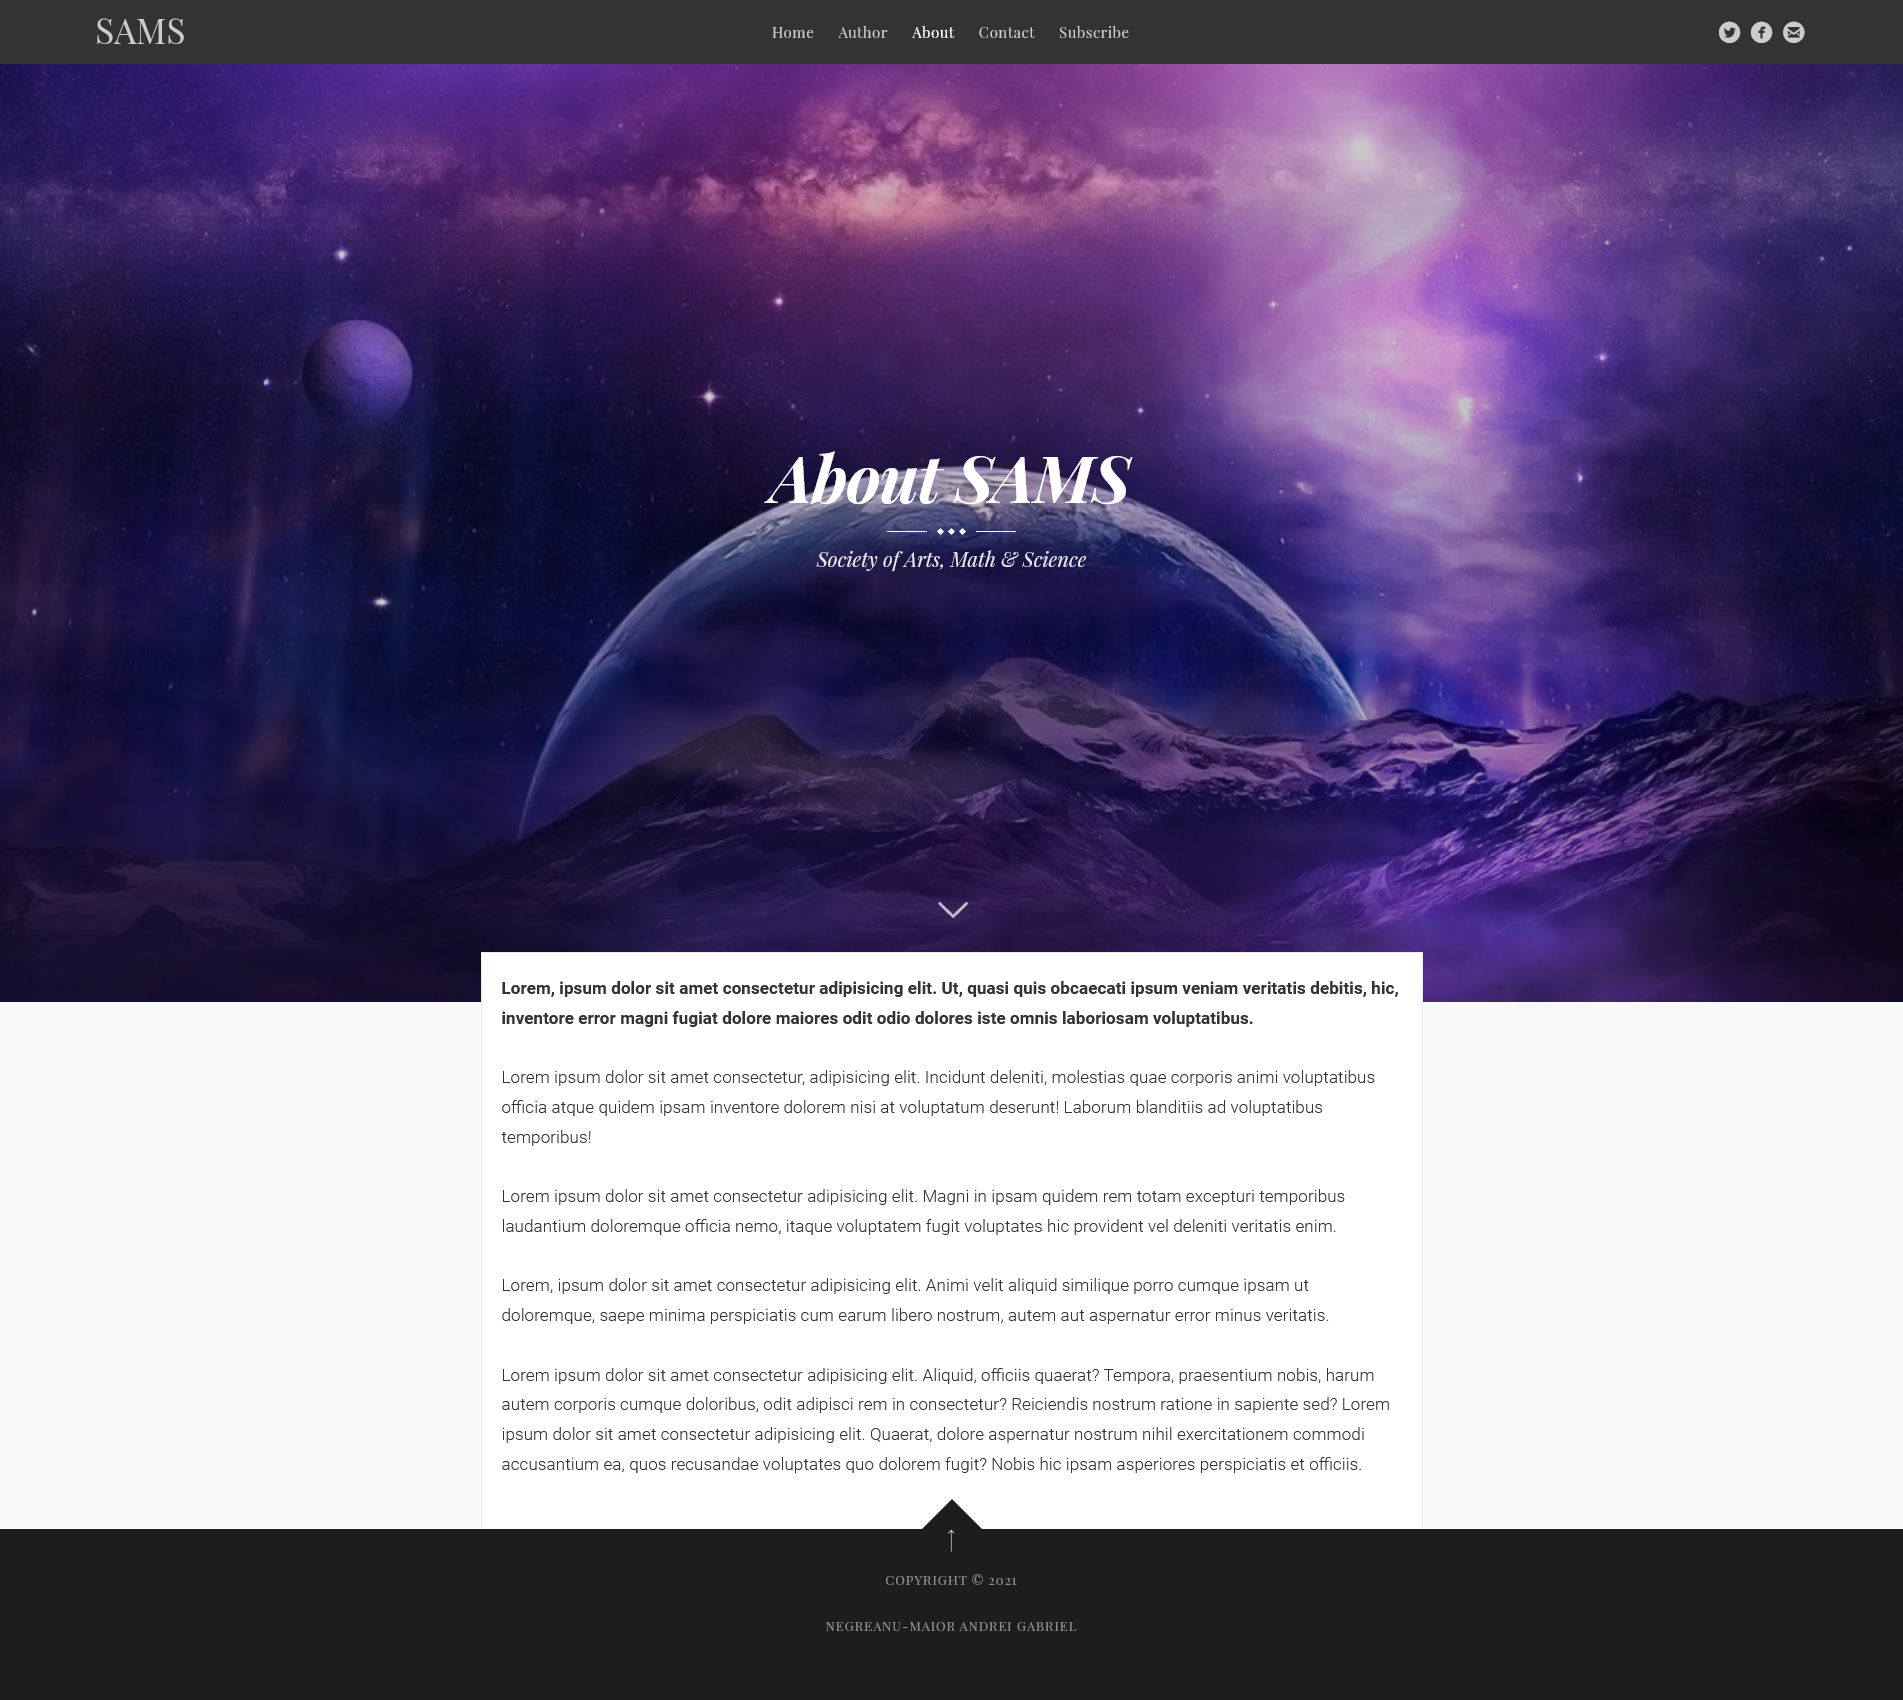 SAMS
Home Author About Contact Subscribe
About SAMS
Society of Arts, Math & Science
Lorem, ipsum dolor sit amet consectetur adipisicing elit. Ut, quasi quis obcaecati ipsum veniam veritatis debitis, hic,
inventore error magni fugiat dolore maiores odit odio dolores iste omnis laboriosam voluptatibus.
Lorem ipsum dolor sit amet consectetur, adipisicing elit. Incidunt deleniti, molestias quae corporis animi voluptatibus
officia atque quidem ipsam inventore dolorem nisi at voluptatum deserunt! Laborum blanditiis ad voluptatibus
temporibus!
Lorem ipsum dolor sit amet consectetur adipisicing elit. Magni in ipsam quidem rem totam excepturi temporibus
laudantium doloremque officia nemo, itaque voluptatem fugit voluptates hic provident vel deleniti veritatis enim.
Lorem, ipsum dolor sit amet consectetur adipisicing elit. Animi velit aliquid similique porro cumque ipsam ut
doloremque, saepe minima perspiciatis cum earum libero nostrum, autem aut aspernatur error minus veritatis.
Lorem ipsum dolor sit amet consectetur adipisicing elit. Aliquid, officiis quaerat? Tempora, praesentium nobis, harum
autem corporis cumque doloribus, odit adipisci rem in consectetur? Reiciendis nostrum ratione in sapiente sed? Lorem
ipsum dolor sit amet consectetur adipisicing elit. Quaerat, dolore aspernatur nostrum nihil exercitationem commodi
accusantium ea, quos recusandae voluptates quo dolorem fugit? Nobis hic ipsam asperiores perspiciatis et officiis.
COPYRIGHT © 2021
NEGREANU-MAIOR ANDREI GABRIEL